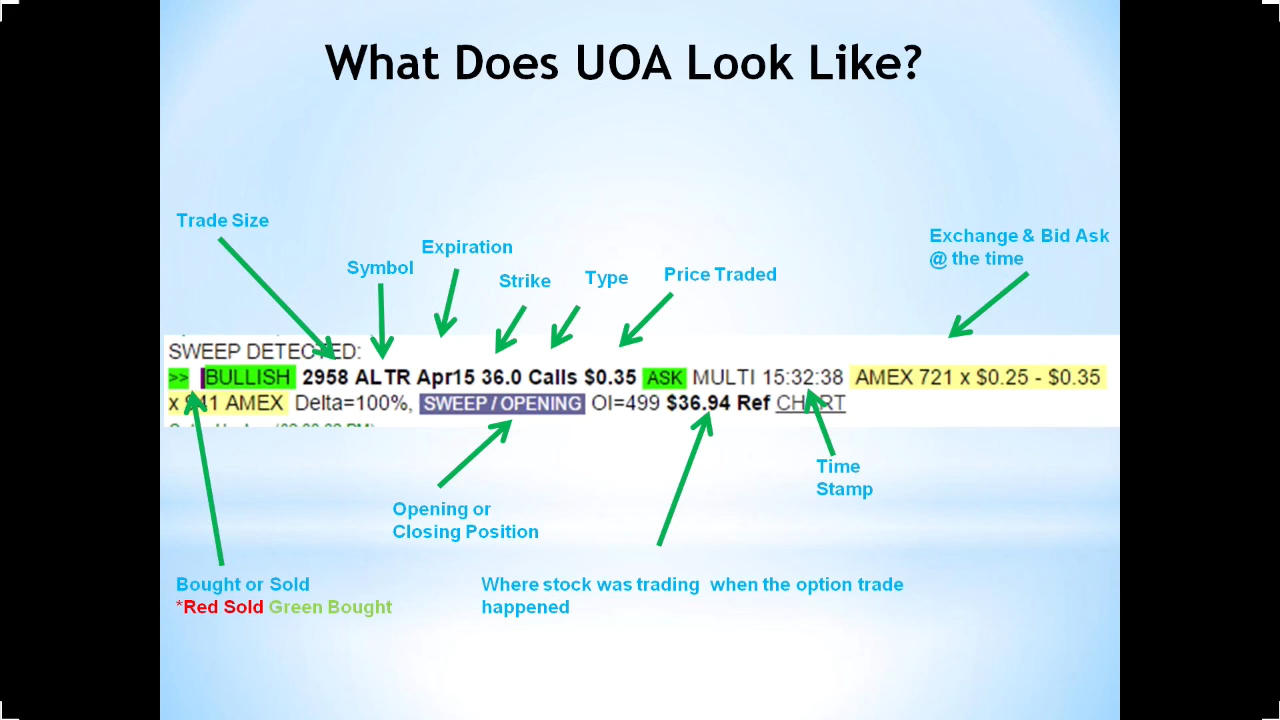 What Does UOA Look Like?
Trade Size
Exchange & Bid Ask
@ the time
Expiration
Symbol
Strike
Type
Price Traded
SWEEP DETECTED:
>> BULLISH 2958 ALTR Apr15 36.0 Calls $0.35 ASK MULTI 15:32:38 AMEX 721 x $0.25 - $0.35
x 941 AMEX Delta=100%, SWEEP / OPENING OI=499 $36.94 Ref CHART
Time
Stamp
Opening or
Closing Position
Bought or Sold
*Red Sold Green Bought
Where stock was trading when the option trade
happened